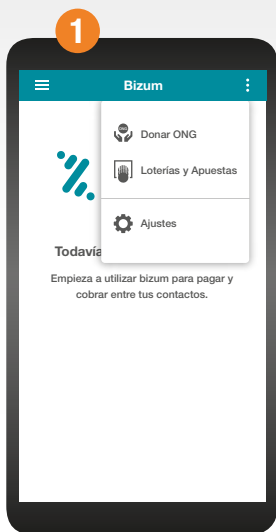 1
Bizum
Donar ONG
Loterías y Apuestas
Ajustes
Todavía
Empieza a utilizar bizum para pagar y
cobrar entre tus contactos.